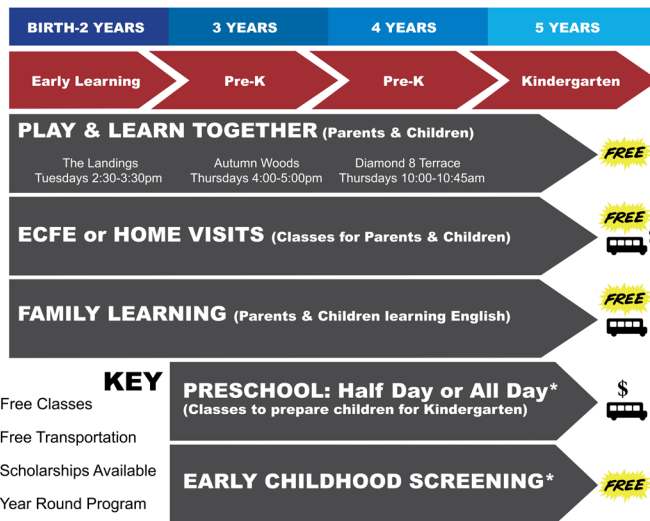 BIRTH-2 YEARS 3 YEARS 4 YEARS 5 YEARS
Early Learning Pre-K Pre-K Kindergarten
PLAY & LEARN TOGETHER (Parents & Children)
The Landings Autumn Woods Diamond 8 Terrace
Tuesdays 2:30-3:30pm Thursdays 4:00-5:00pm Thursdays 10:00-10:45am
FREE
ECFE or HOME VISITS (Classes for Parents & Children)
FREE
FAMILY LEARNING (Parents & Children learning English)
FREE
KEY
Free Classes
Free Transportation
Scholarships Available
Year Round Program
PRESCHOOL: Half Day or All Day*
(Classes to prepare children for Kindergarten)
$
EARLY CHILDHOOD SCREENING*
FREE